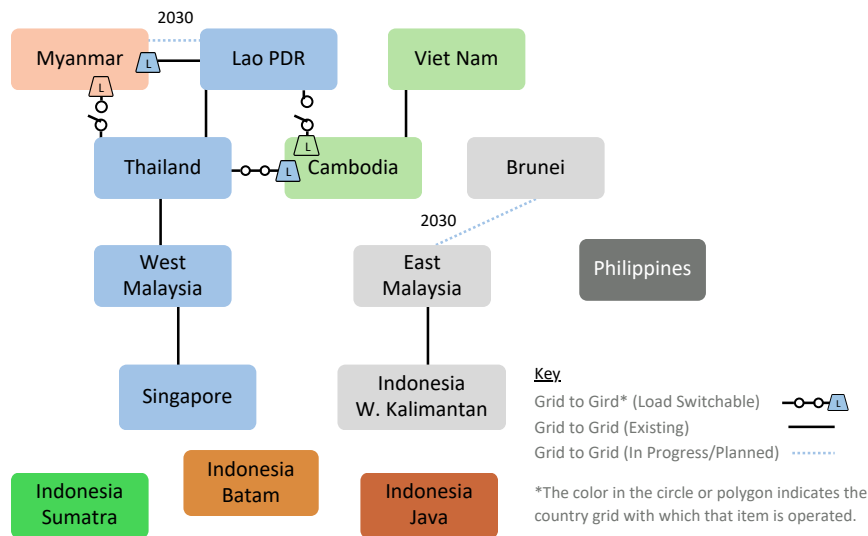 2030
Myanmar
L
Lao PDR
Viet Nam
L
L
Thailand
L
Cambodia
Brunei
2030
West
Malaysia
East
Malaysia
Philippines
Singapore
Indonesia
W. Kalimantan
Key
Grid to Gird* (Load Switchable)
L
Grid to Grid (Existing)
Grid to Grid (In Progress/Planned)
*The color in the circle or polygon indicates the
country grid with which that item is operated.
Indonesia
Sumatra
Indonesia
Batam
Indonesia
Java